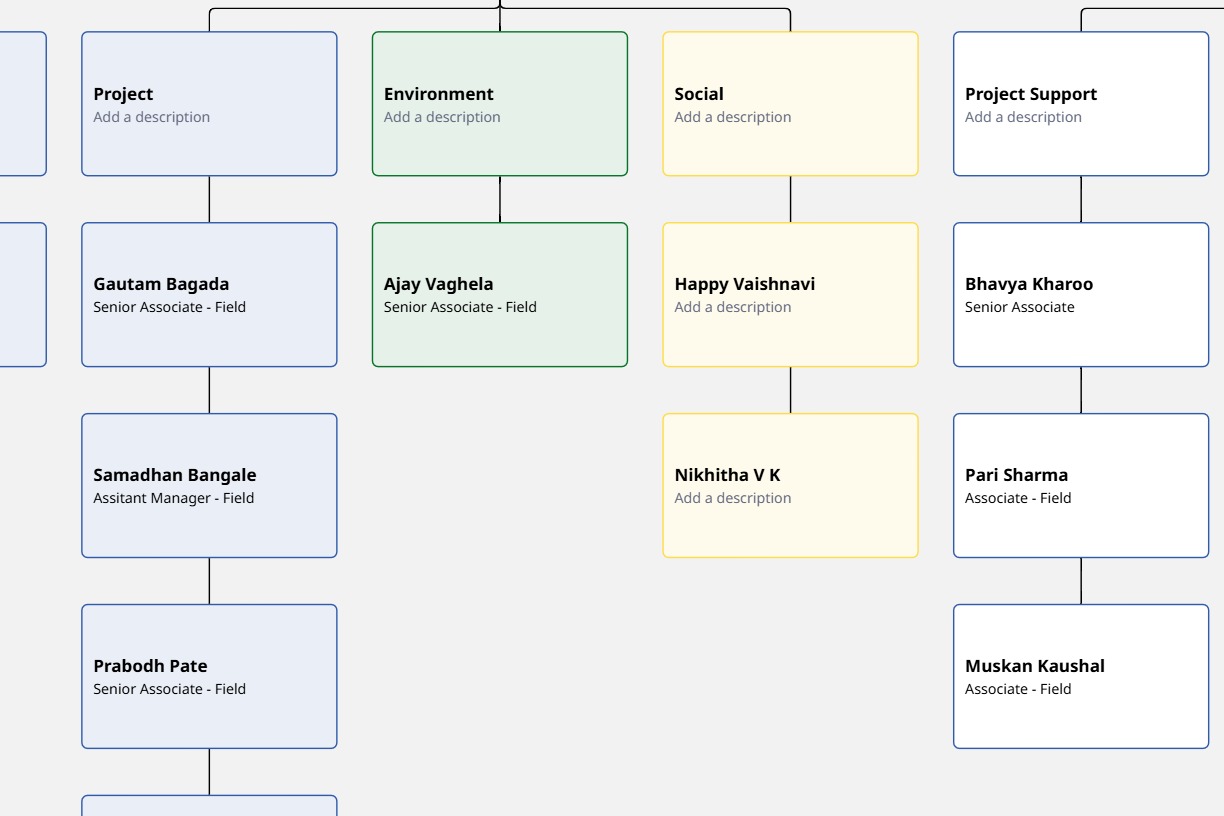 Project
Add a description
Environment
Add a description
Social
Add a description
Project Support
Add a description
Gautam Bagada
Senior Associate - Field
Ajay Vaghela
Senior Associate - Field
Happy Vaishnavi
Add a description
Bhavya Kharoo
Senior Associate
Samadhan Bangale
Assitant Manager - Field
Nikhitha V K
Add a description
Pari Sharma
Associate - Field
Prabodh Pate
Senior Associate - Field
Muskan Kaushal
Associate - Field